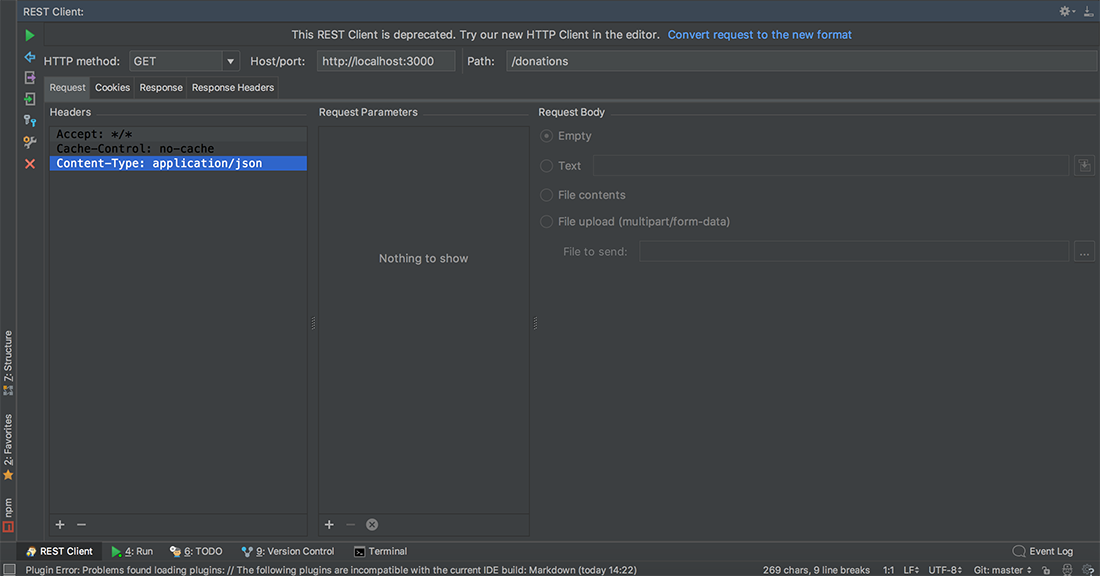 REST Client:
This REST Client is deprecated. Try our new HTTP Client in the editor. Convert request to the new format
HTTP method: GET Host/port: http://localhost:3000 Path: /donations
Request Cookies Response Response Headers
Headers Request Parameters Request Body
Accept: */*
Cache-Control: no-cache
Content-Type: application/json
Nothing to show
Empty
Text
File contents
File upload (multipart/form-data)
File to send:
...
Z: Structure
2: Favorites
npm
REST Client 4: Run 6: TODO 9: Version Control Terminal Event Log
Plugin Error: Problems found loading plugins: // The following plugins are incompatible with the current IDE build: Markdown (today 14:22) 269 chars, 9 line breaks 1:1 LF UTF-8 Git: master